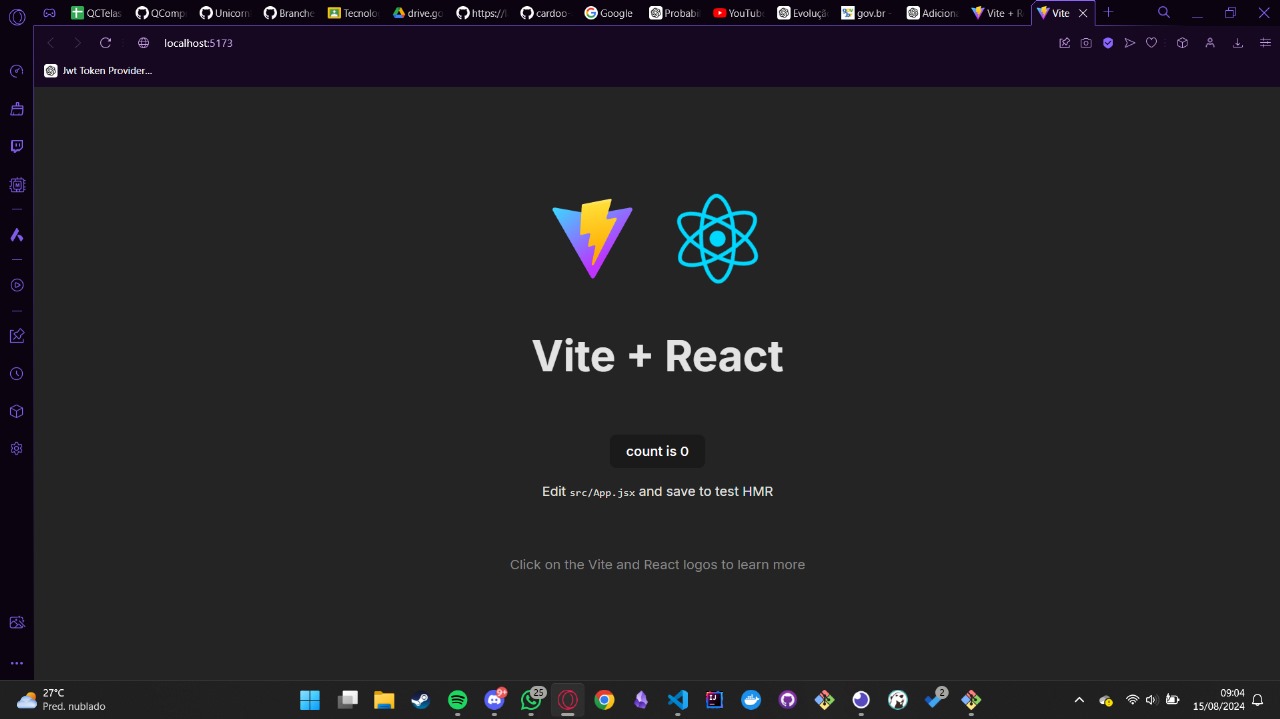 QCTelas
QComp
Unicorn
Branche
Tecnolo
drive.go
https:/
cardoo-
Google
Probabi
YouTube
Evoluçã
gov.br -
Adiciona
Vite + R
Vite
localhost:5173
Jwt Token Provider...
Vite + React
count is 0
Edit src/App.jsx and save to test HMR
Click on the Vite and React logos to learn more
27°C
Pred. nublado
9+
25
2
09:04
15/08/2024